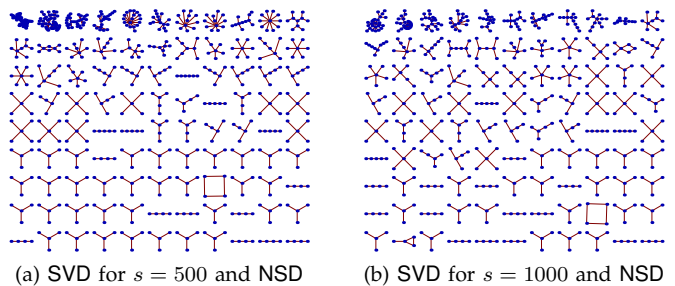 (a) SVD for s = 500 and NSD
(b) SVD for s = 1000 and NSD